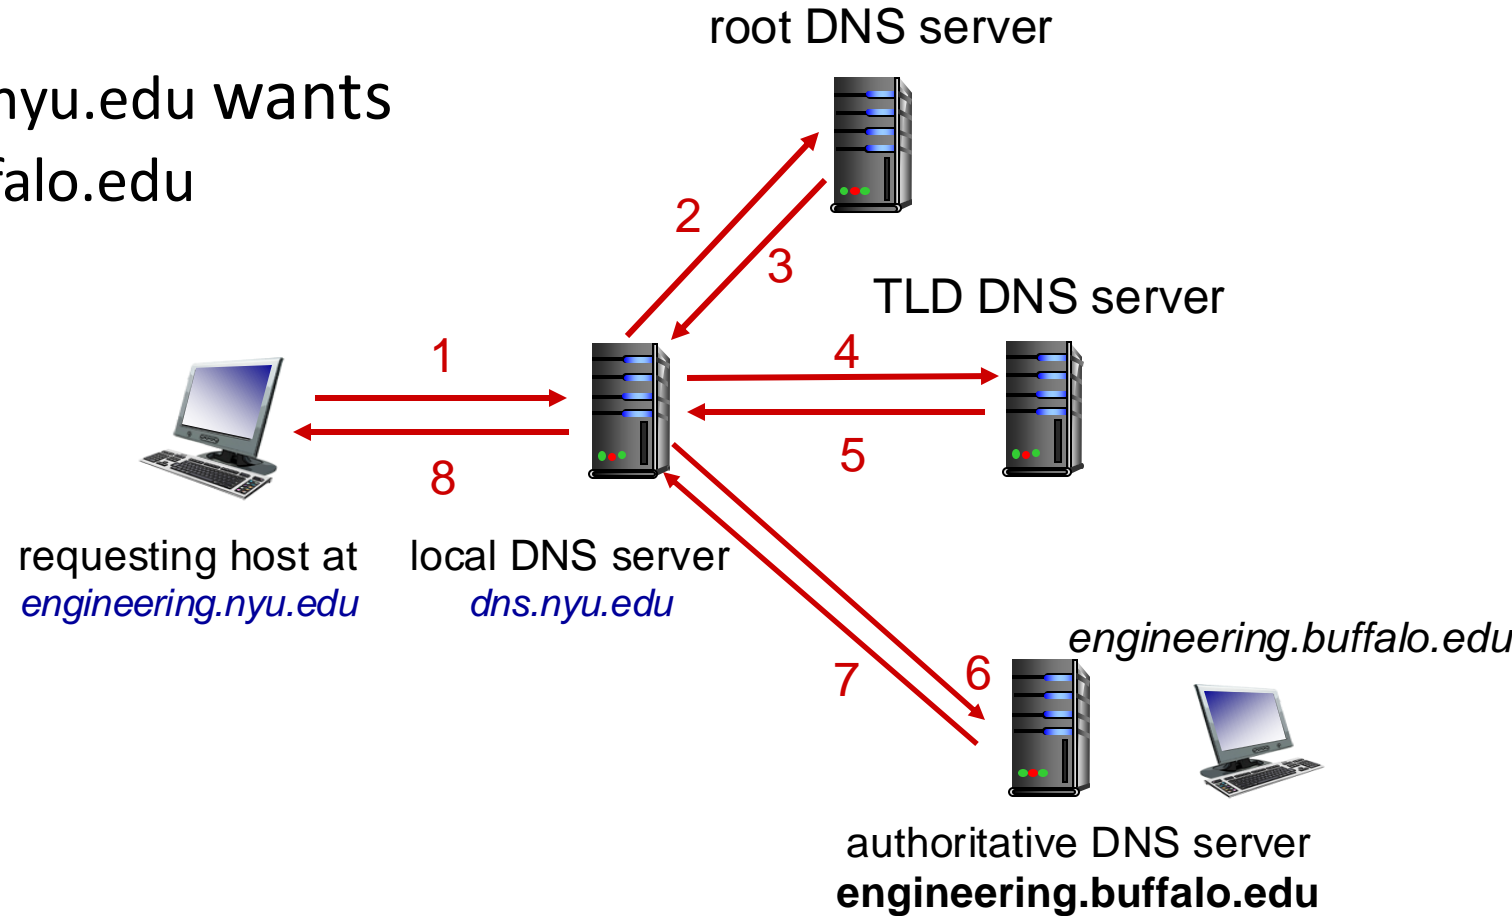 root DNS server
nyu.edu wants
falo.edu
2
3
TLD DNS server
1
4
8
5
requesting host at
engineering.nyu.edu
local DNS server
dns.nyu.edu
engineering.buffalo.edu
7
6
authoritative DNS server
engineering.buffalo.edu